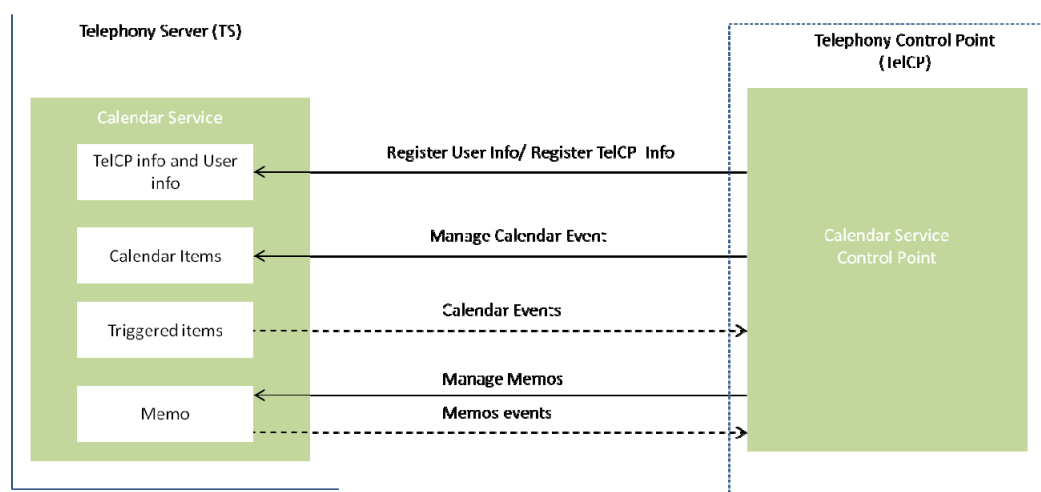 Telephony Server (TS)
Telephony Control Point
(TelCP)
Calendar Service
TelCP info and User
info
Register User Info/ Register TelCP Info
Calendar Items
Manage Calendar Event
Calendar Service
Control Point
Triggered items
Calendar Events
Memo
Manage Memos
Memos events